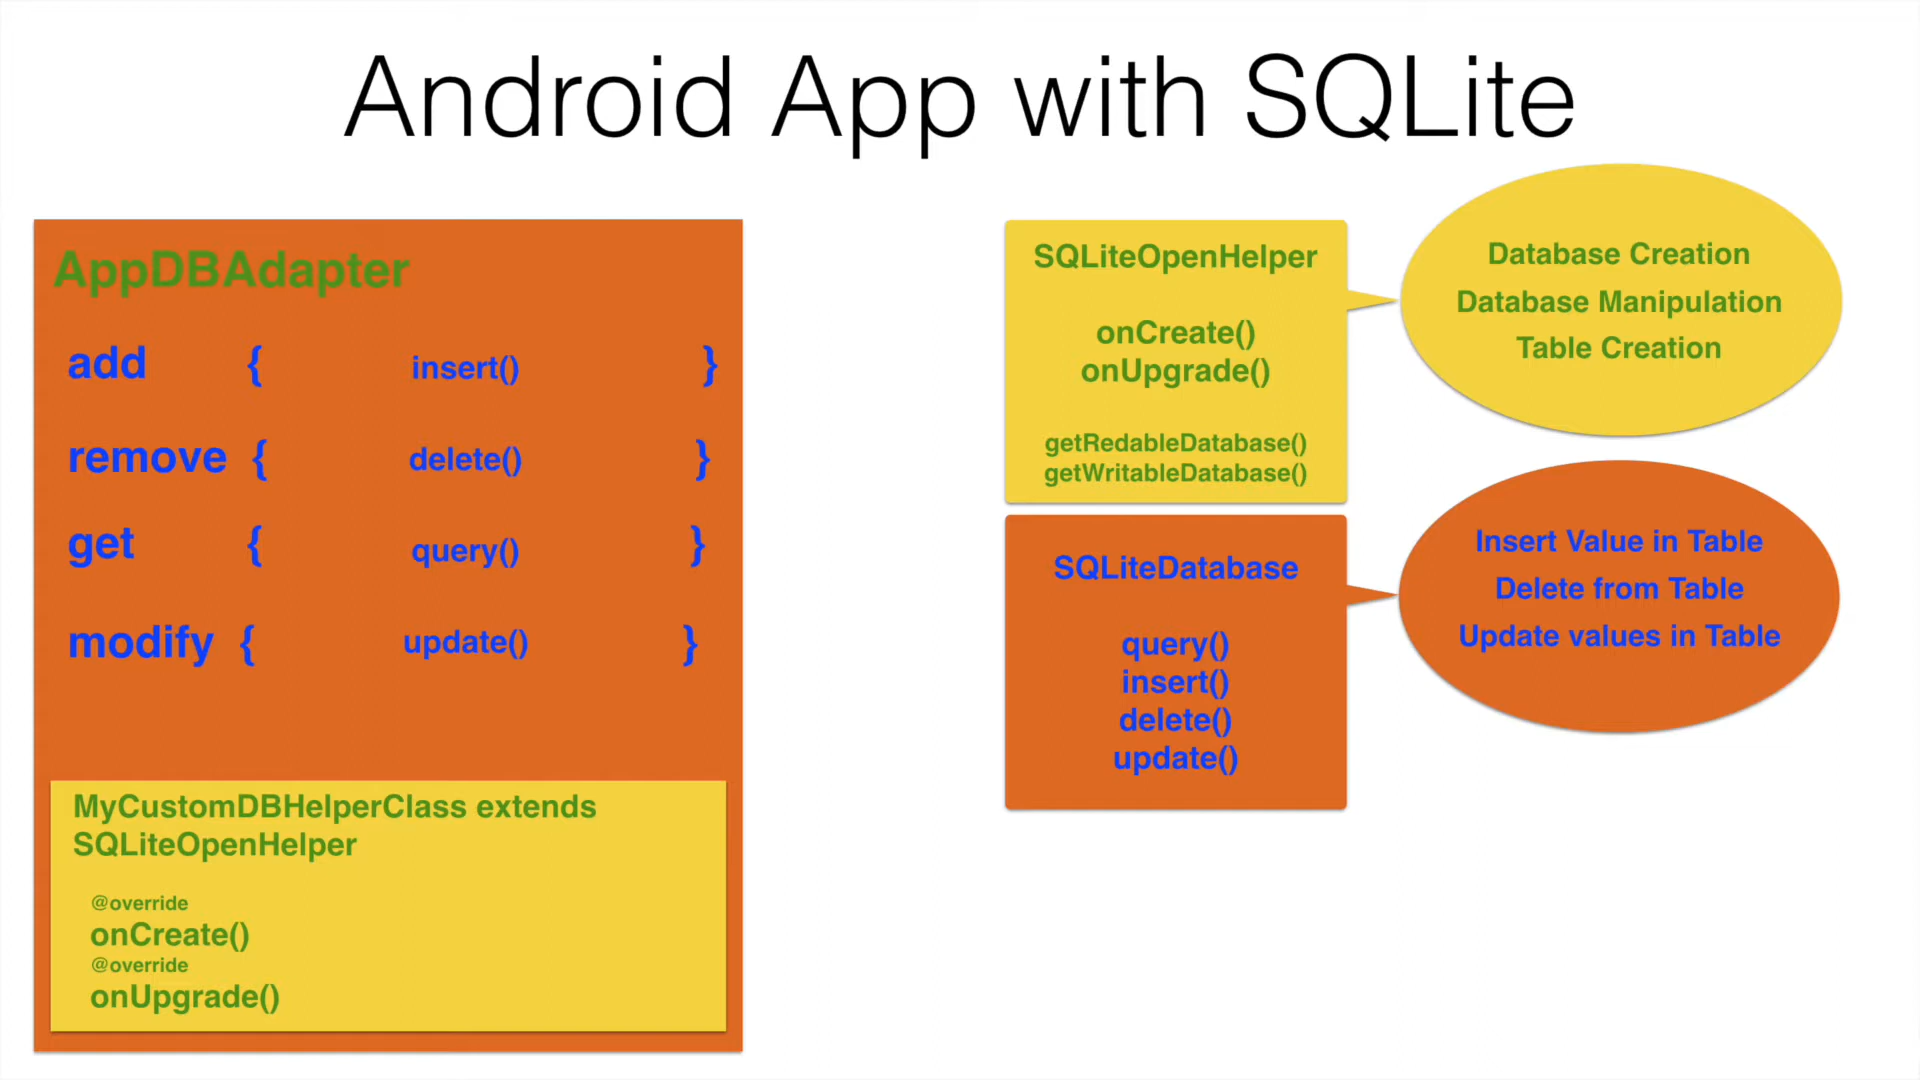 Android App with SQLite
AppDBAdapter
add { insert() }
remove { delete() }
get { query() }
modify { update() }
MyCustomDBHelperClass extends
SQLiteOpenHelper
@override
onCreate()
@override
onUpgrade()
SQLiteOpenHelper
onCreate()
onUpgrade()
getRedableDatabase()
getWritableDatabase()
Database Creation
Database Manipulation
Table Creation
SQLiteDatabase
query()
insert()
delete()
update()
Insert Value in Table
Delete from Table
Update values in Table